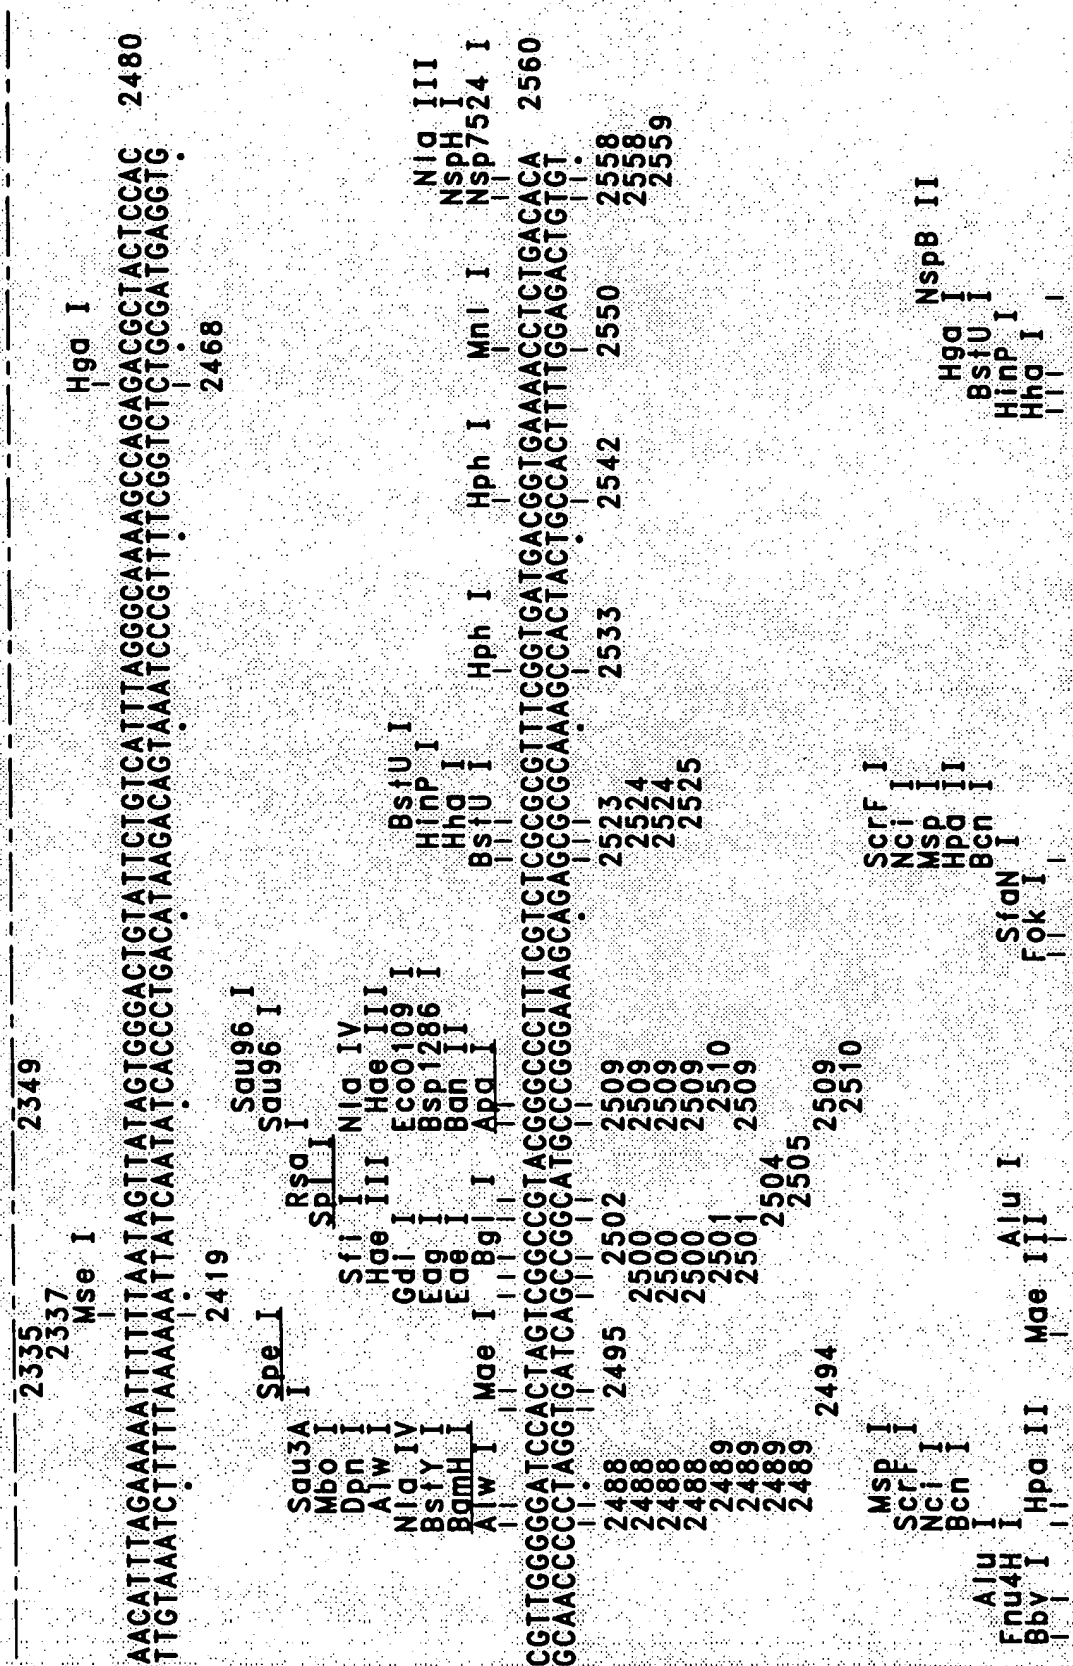 2335 2349
2337
Mse I Hga I
AACATTTAGAAAAATTTTTTAATAGTTATAGTGGGACTGTATTCTGTCATTTAGGGCAAAAGCCAGAGACGCTACTCCAC 2480
TTGTAAATCTTTTTAAAAAATTATCAATATCACCCTGACATAAGACAGTAAATCCCGTTTTCGGTCTCTGCGATGAGGTG
2419 2468
Sau96 I
Spe I Sau96 I
Sau3A I Rsa I
Mbo I Spl I
Dpn I Sfi I Nla IV
Alw I Hae III Hae III
Nla IV Gdi I Eco0109 I BstU I
BstY I Eag I Bsp1286 I HinP I Nla III
BamH I Eae I Ban II Hha I NspH I
Alw I Mae I Bgl I Apa I BstU I Hph I Hph I Mnl I Nsp7524 I
CGTTGGGGGATCCACTAGTCGGCCGTACGGGCCCTTTCGTCTCGCGCGTTTCGGTGATGACGGTGAAAACCTCTGACACA 2560
GCAACCCCCTAGGTGATCAGCCGGCATGCCCGGGAAAGCAGAGCGCGCAAAGCCACTACTGCCACTTTTGGAGACTGTGT
2488 2495 2502 2509 2523 2533 2542 2550 2558
2488 2500 2509 2524 2558
2488 2500 2509 2524 2559
2488 2500 2509 2525
2489 2501 2510
2489 2501 2509
2489 2504
2489 2505
2494 2509
2510
Msp I ScrF I
ScrF I Nci I
Nci I Msp I NspB II
Bcn I Hpa II Hga I
Alu I Bcn I BstU I
Fnu4H I Alu I SfaN I HinP I
Bbv I Hpa II Mae III Fok I Hha I